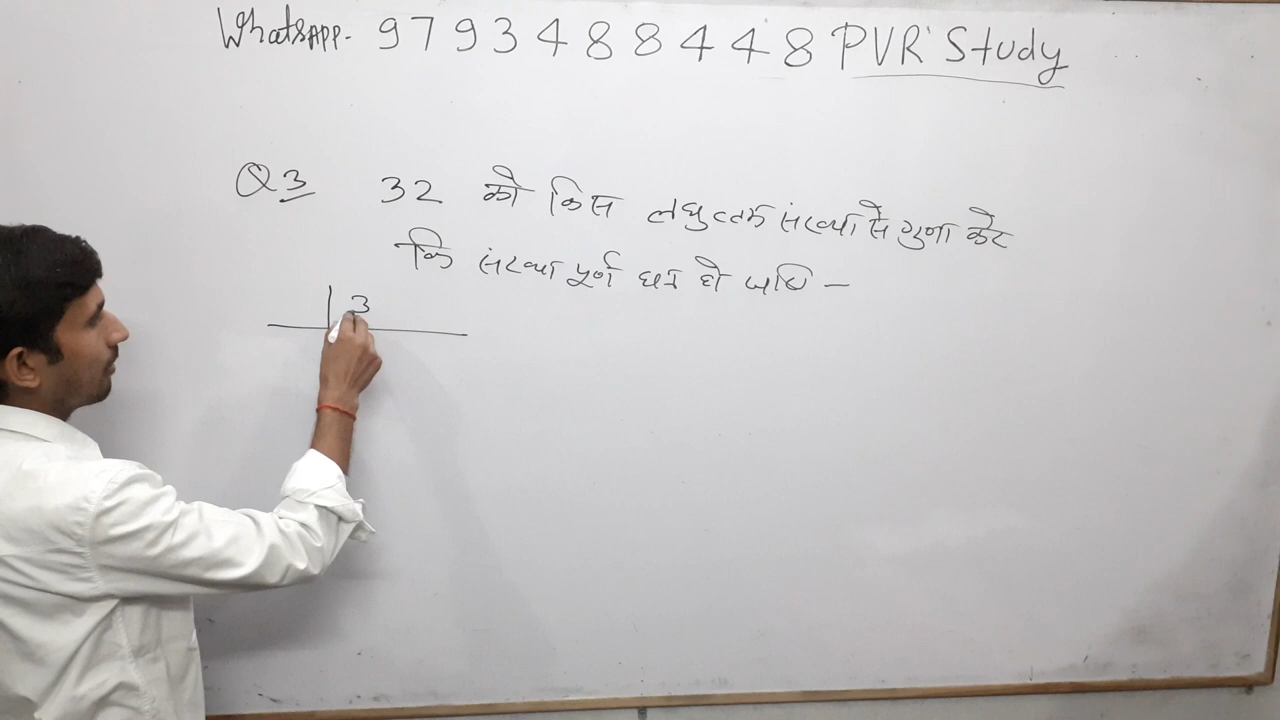 WhatsAPP. 9793488448 PVR Study
Q3 32 को किस लघुत्तम संख्या से गुणा करे
कि संख्या पूर्ण घन हो जाये -
3